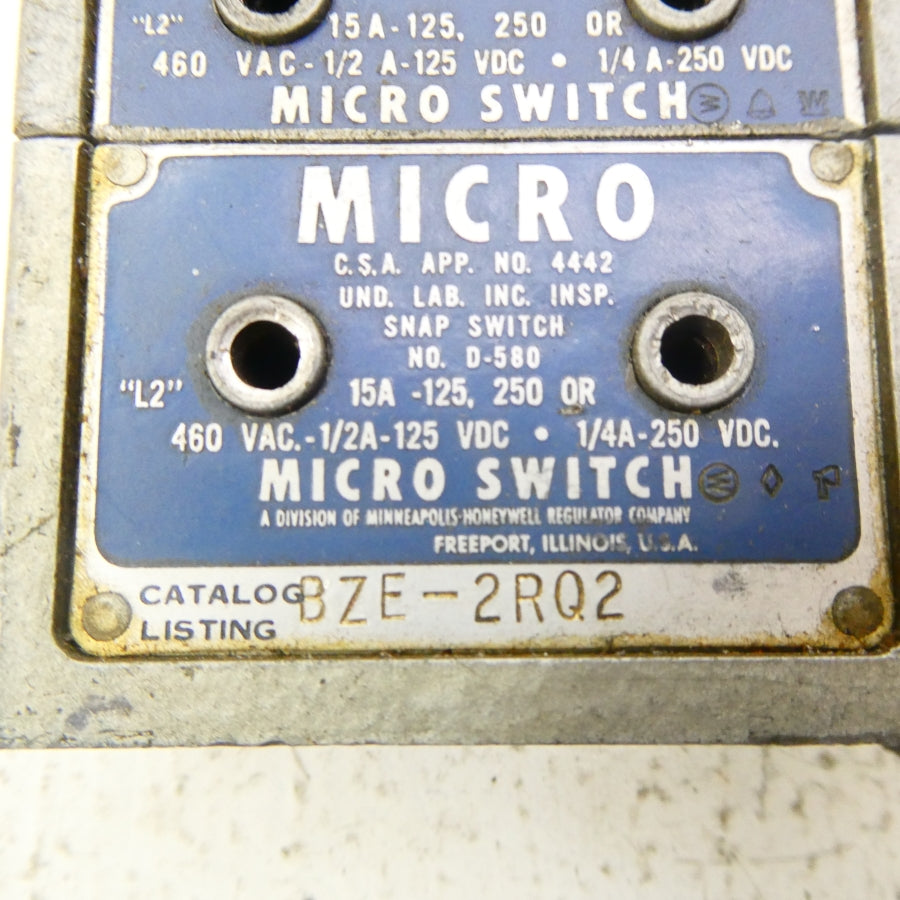 "L2" 15A-125, 250 OR
460 VAC-1/2 A-125 VDC • 1/4 A-250 VDC
MICRO SWITCH
MICRO
C.S.A. APP. NO. 4442
UND. LAB. INC. INSP.
SNAP SWITCH
NO. D-580
"L2" 15A -125, 250 OR
460 VAC.-1/2A-125 VDC • 1/4A-250 VDC.
MICRO SWITCH
A DIVISION OF MINNEAPOLIS-HONEYWELL REGULATOR COMPANY
FREEPORT, ILLINOIS, U.S.A.
CATALOG BZE-2RQ2
LISTING